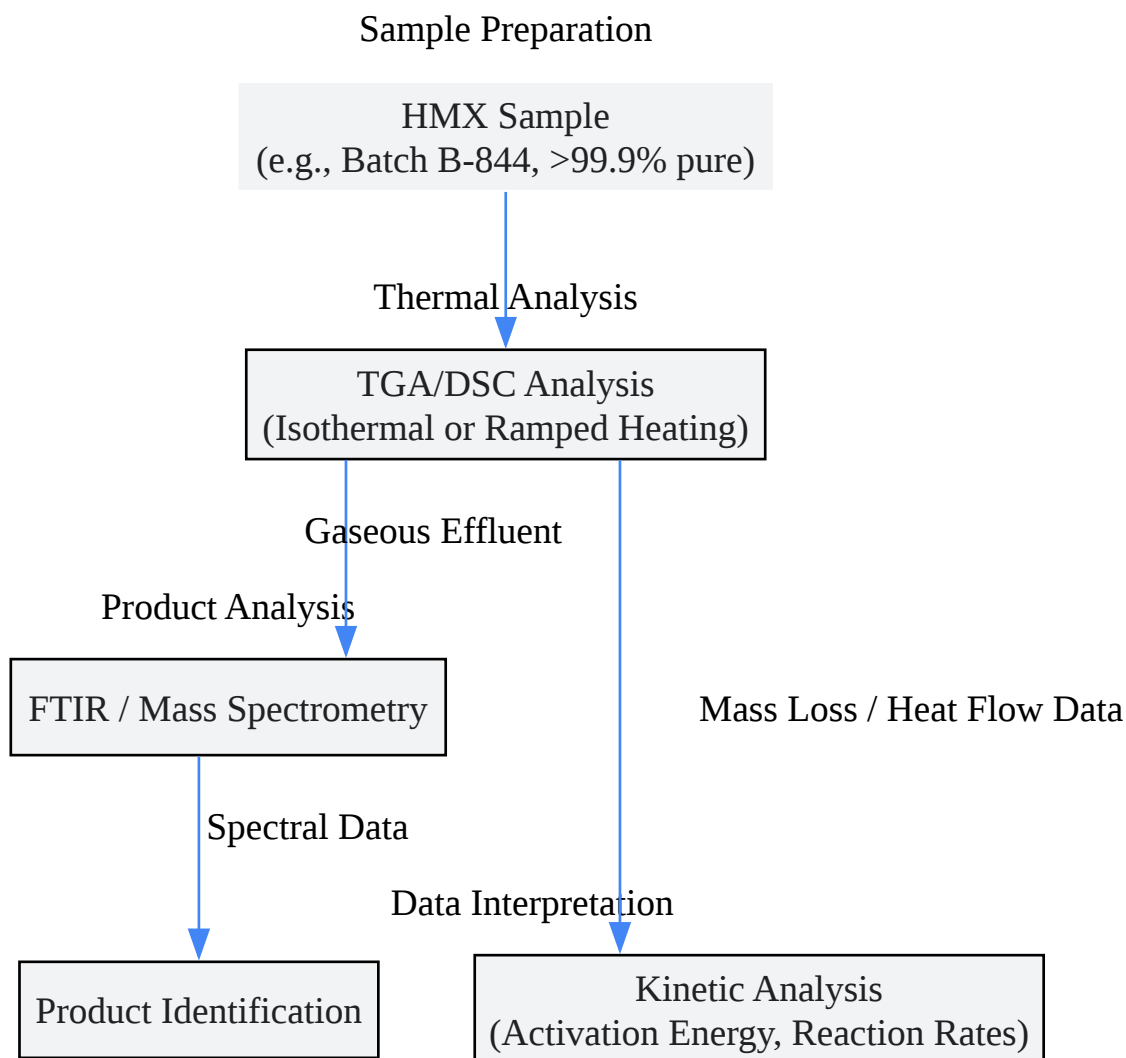 Sample Preparation
HMX Sample
(e.g., Batch B-844, >99.9% pure)
Thermal Analysis
TGA/DSC Analysis
(Isothermal or Ramped Heating)
Gaseous Effluent
Product Analysis
FTIR / Mass Spectrometry
Mass Loss / Heat Flow Data
Spectral Data
Data Interpretation
Product Identification
Kinetic Analysis
(Activation Energy, Reaction Rates)